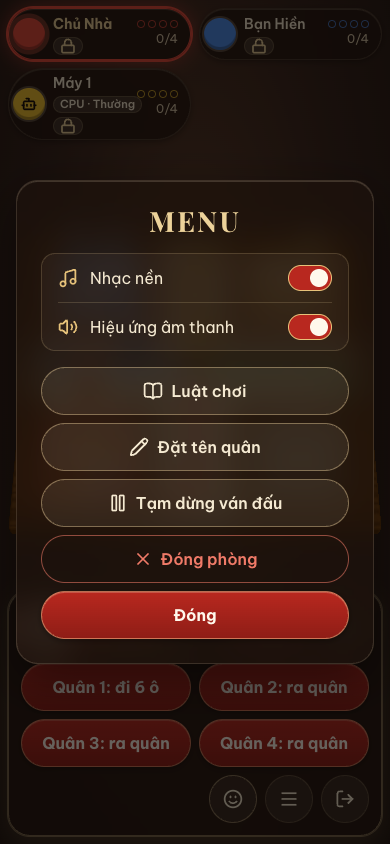 Chủ Nhà
0/4
Bạn Hiền
0/4
Máy 1
CPU · Thường
0/4
MENU
Nhạc nền
Hiệu ứng âm thanh
Luật chơi
Đặt tên quân
Tạm dừng ván đấu
Đóng phòng
Đóng
Quân 1: đi 6 ô
Quân 2: ra quân
Quân 3: ra quân
Quân 4: ra quân